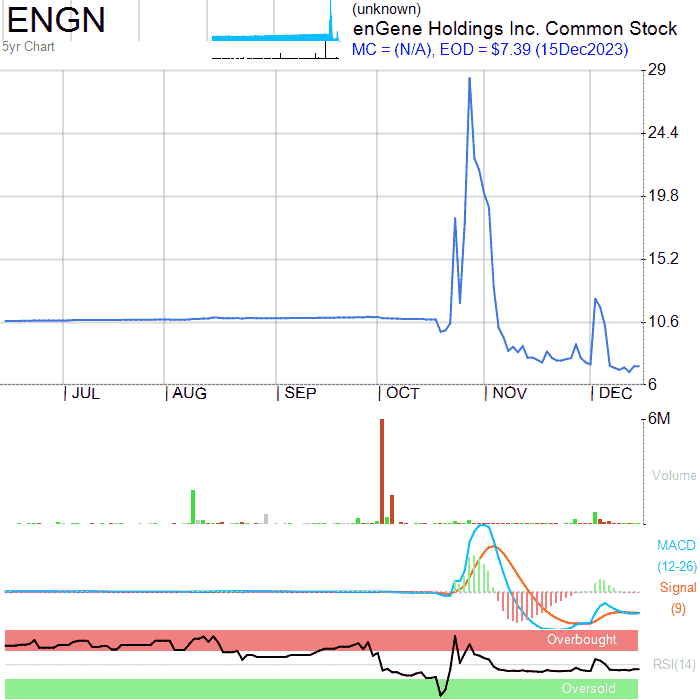 ENGN
5yr Chart
(unknown)
enGene Holdings Inc. Common Stock
MC = (N/A), EOD = $7.39 (15Dec2023)
29
24.4
19.8
15.2
10.6
6
JUL AUG SEP OCT NOV DEC
6M
Volume
MACD
(12-26)
Signal
(9)
Overbought
RSI(14)
Oversold